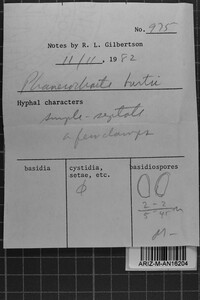 No. 975
Notes by R. L. Gilbertson
11/11, 1982
Phanerochaete burtii
Hyphal characters
simple-septate
a few clamps
basidia
cystidia, setae, etc.
basidiospores
ϕ
M-
ARIZ-M-AN16204